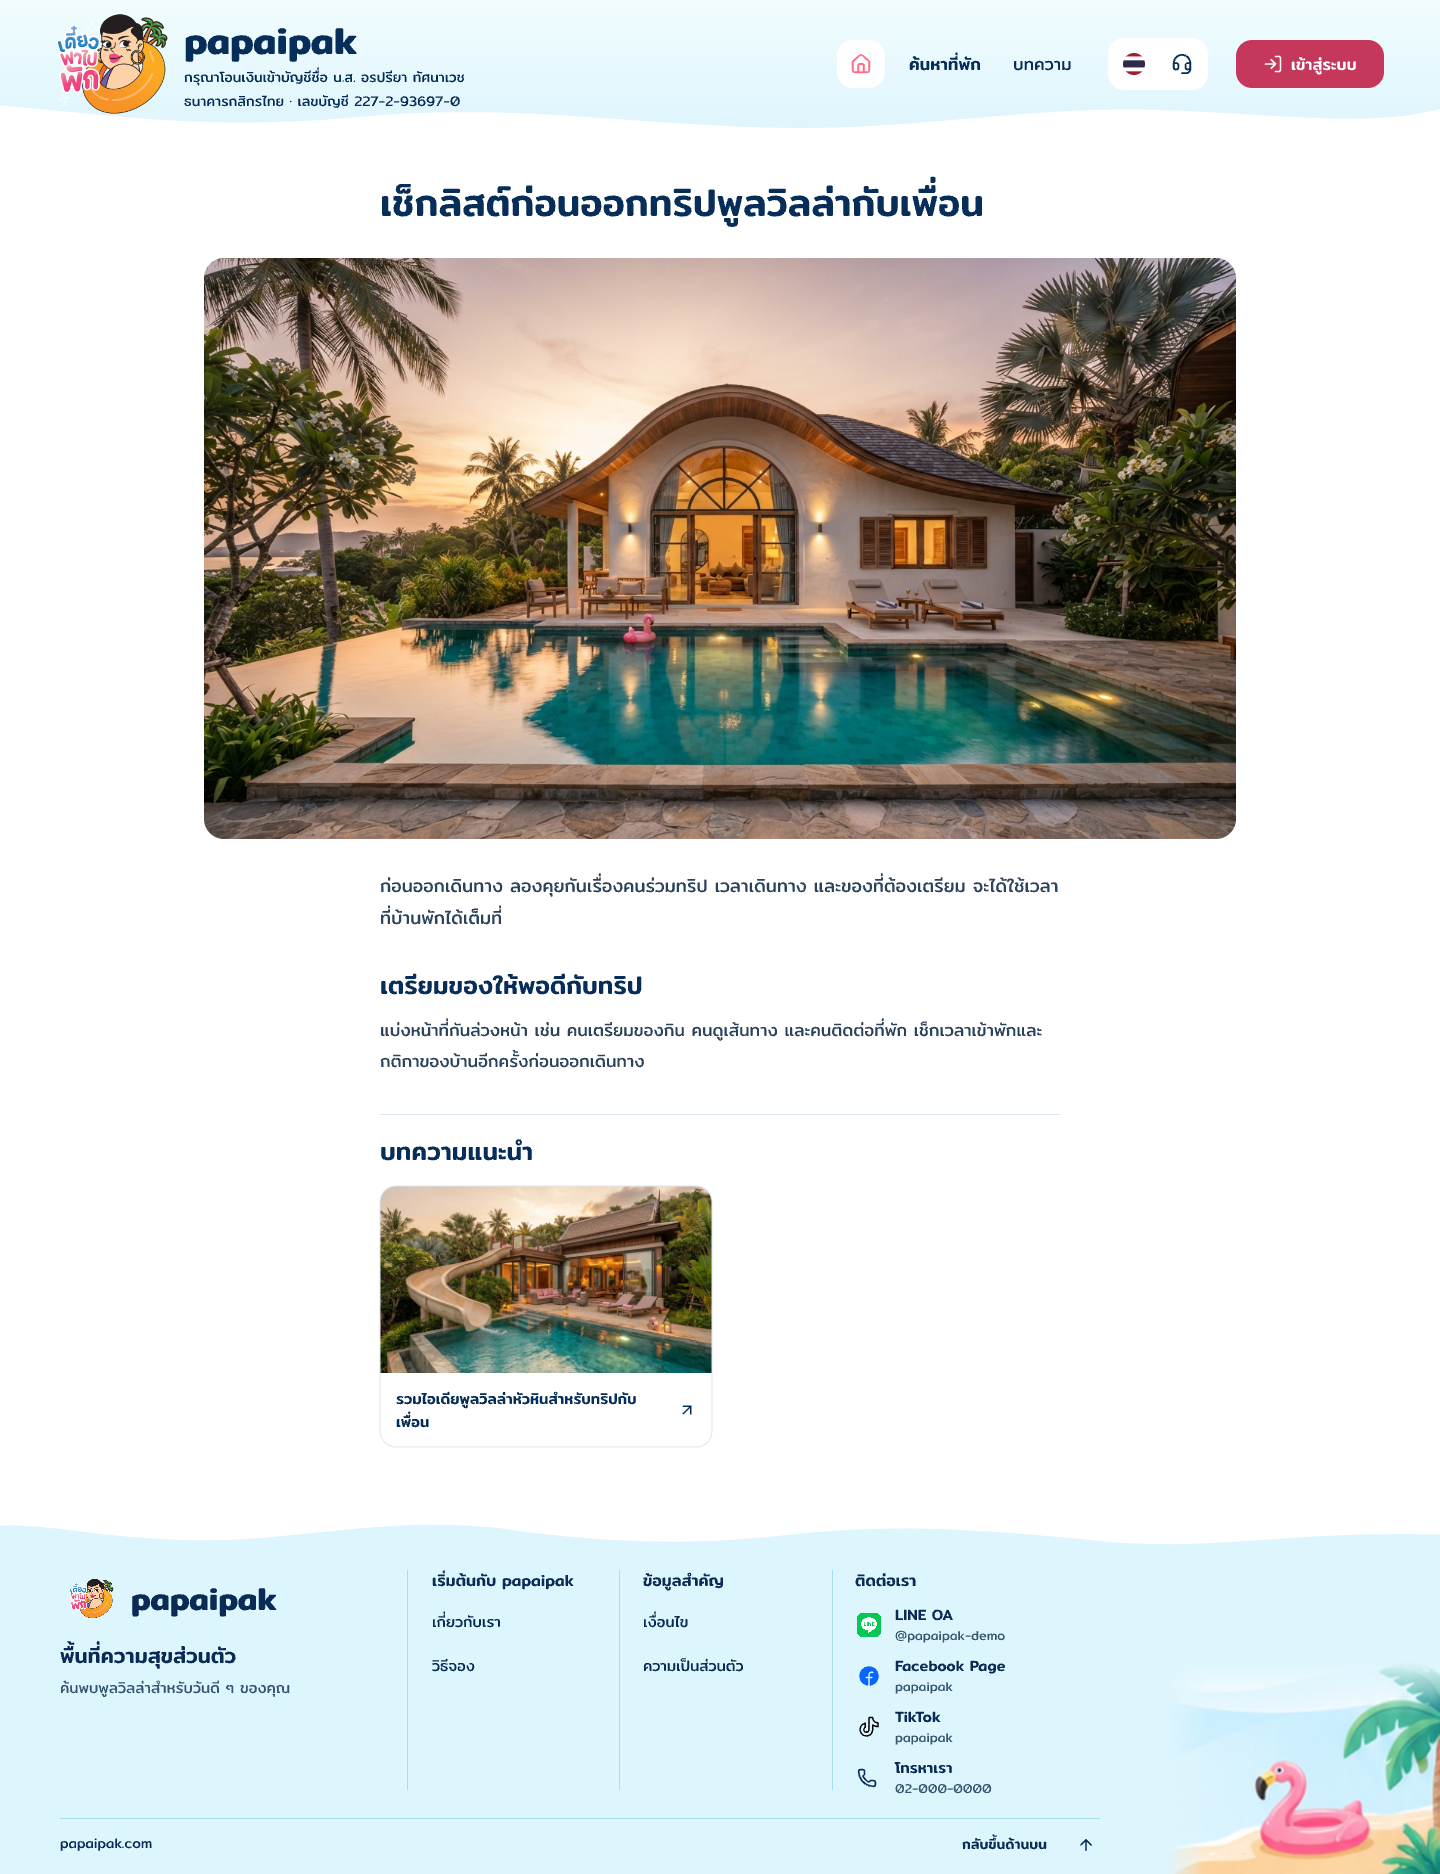 เดี๋ยว
พาไป
พัก
papaipak
กรุณาโอนเงินเข้าบัญชีชื่อ น.ส. อรปรียา ทัศนาเวช
ธนาคารกสิกรไทย · เลขบัญชี 227-2-93697-0
ค้นหาที่พัก
บทความ
เข้าสู่ระบบ
เช็กลิสต์ก่อนออกทริปพูลวิลล่ากับเพื่อน
ก่อนออกเดินทาง ลองคุยกันเรื่องคนร่วมทริป เวลาเดินทาง และของที่ต้องเตรียม จะได้ใช้เวลา
ที่บ้านพักได้เต็มที่
เตรียมของให้พอดีกับทริป
แบ่งหน้าที่กันล่วงหน้า เช่น คนเตรียมของกิน คนดูเส้นทาง และคนติดต่อที่พัก เช็กเวลาเข้าพักและ
กติกาของบ้านอีกครั้งก่อนออกเดินทาง
บทความแนะนำ
รวมไอเดียพูลวิลล่าหัวหินสำหรับทริปกับ
เพื่อน
papaipak
พื้นที่ความสุขส่วนตัว
ค้นพบพูลวิลล่าสำหรับวันดี ๆ ของคุณ
เริ่มต้นกับ papaipak
เกี่ยวกับเรา
วิธีจอง
ข้อมูลสำคัญ
เงื่อนไข
ความเป็นส่วนตัว
ติดต่อเรา
LINE OA
@papaipak-demo
Facebook Page
papaipak
TikTok
papaipak
โทรหาเรา
02-000-0000
papaipak.com
กลับขึ้นด้านบน